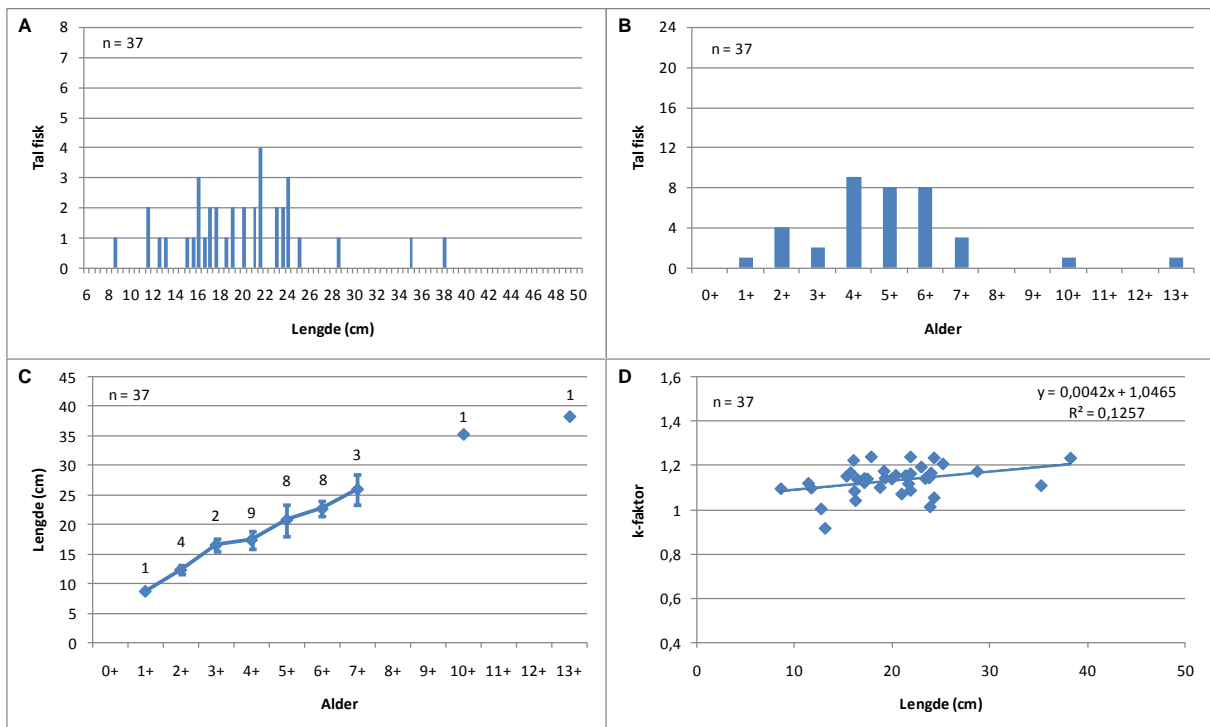 A
n = 37
Tal fisk
8
7
6
5
4
3
2
1
0
6 8 10 12 14 16 18 20 22 24 26 28 30 32 34 36 38 40 42 44 46 48 50
Lengde (cm)
B
n = 37
Tal fisk
24
20
16
12
8
4
0
0+ 1+ 2+ 3+ 4+ 5+ 6+ 7+ 8+ 9+ 10+ 11+ 12+ 13+
Alder
C
n = 37
Lengde (cm)
45
40
35
30
25
20
15
10
5
0
1 4 2 9 8 8 3 1 1
0+ 1+ 2+ 3+ 4+ 5+ 6+ 7+ 8+ 9+ 10+ 11+ 12+ 13+
Alder
D
n = 37
y = 0,0042x + 1,0465
R² = 0,1257
k-faktor
1,6
1,4
1,2
1
0,8
0,6
0,4
0 10 20 30 40 50
Lengde (cm)